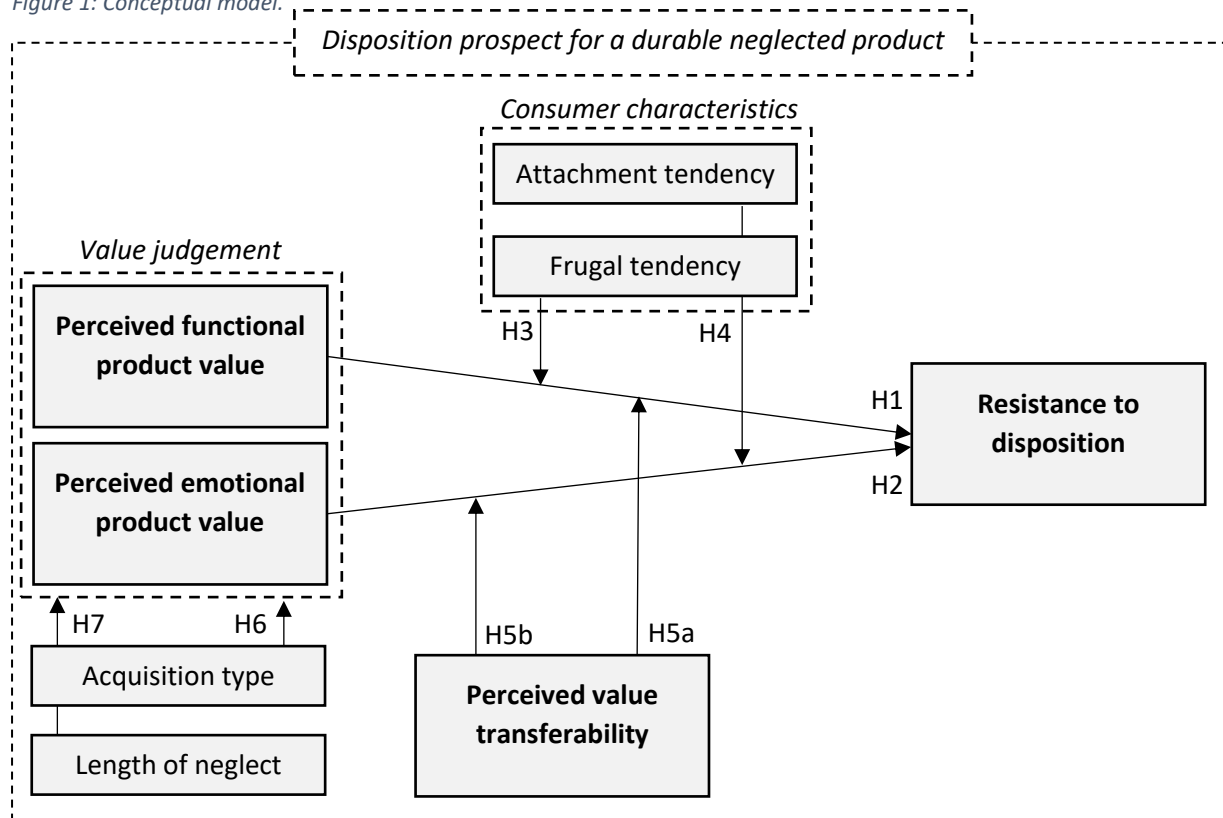 Figure 1: Conceptual model.
Disposition prospect for a durable neglected product
Consumer characteristics
Attachment tendency
Frugal tendency
Value judgement
Perceived functional
product value
H3
H4
H1
Resistance to
disposition
Perceived emotional
product value
H2
H7
H6
H5b
H5a
Acquisition type
Perceived value
transferability
Length of neglect